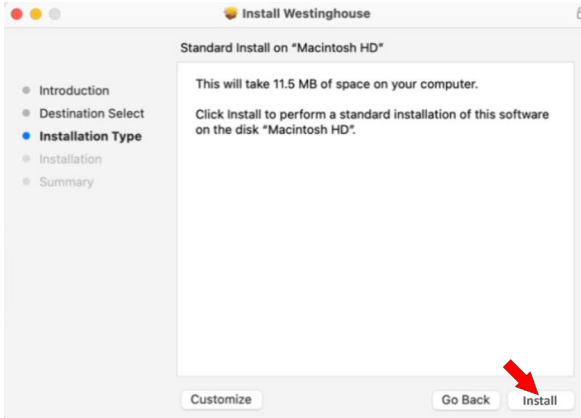 Install Westinghouse
Standard Install on “Macintosh HD”
Introduction
Destination Select
Installation Type
Installation
Summary
This will take 11.5 MB of space on your computer.
Click Install to perform a standard installation of this software
on the disk “Macintosh HD”.
Customize
Go Back
Install